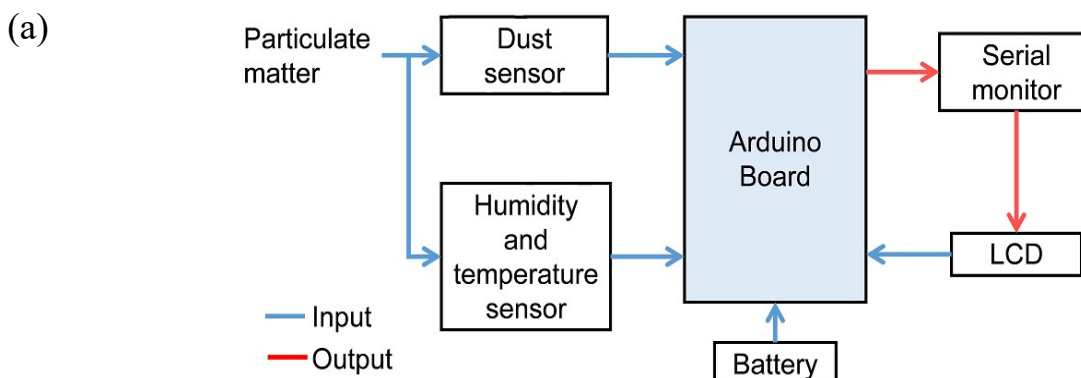 (a)
Particulate
matter
Dust
sensor
Serial
monitor
Arduino
Board
Humidity
and
temperature
sensor
LCD
Input
Output
Battery